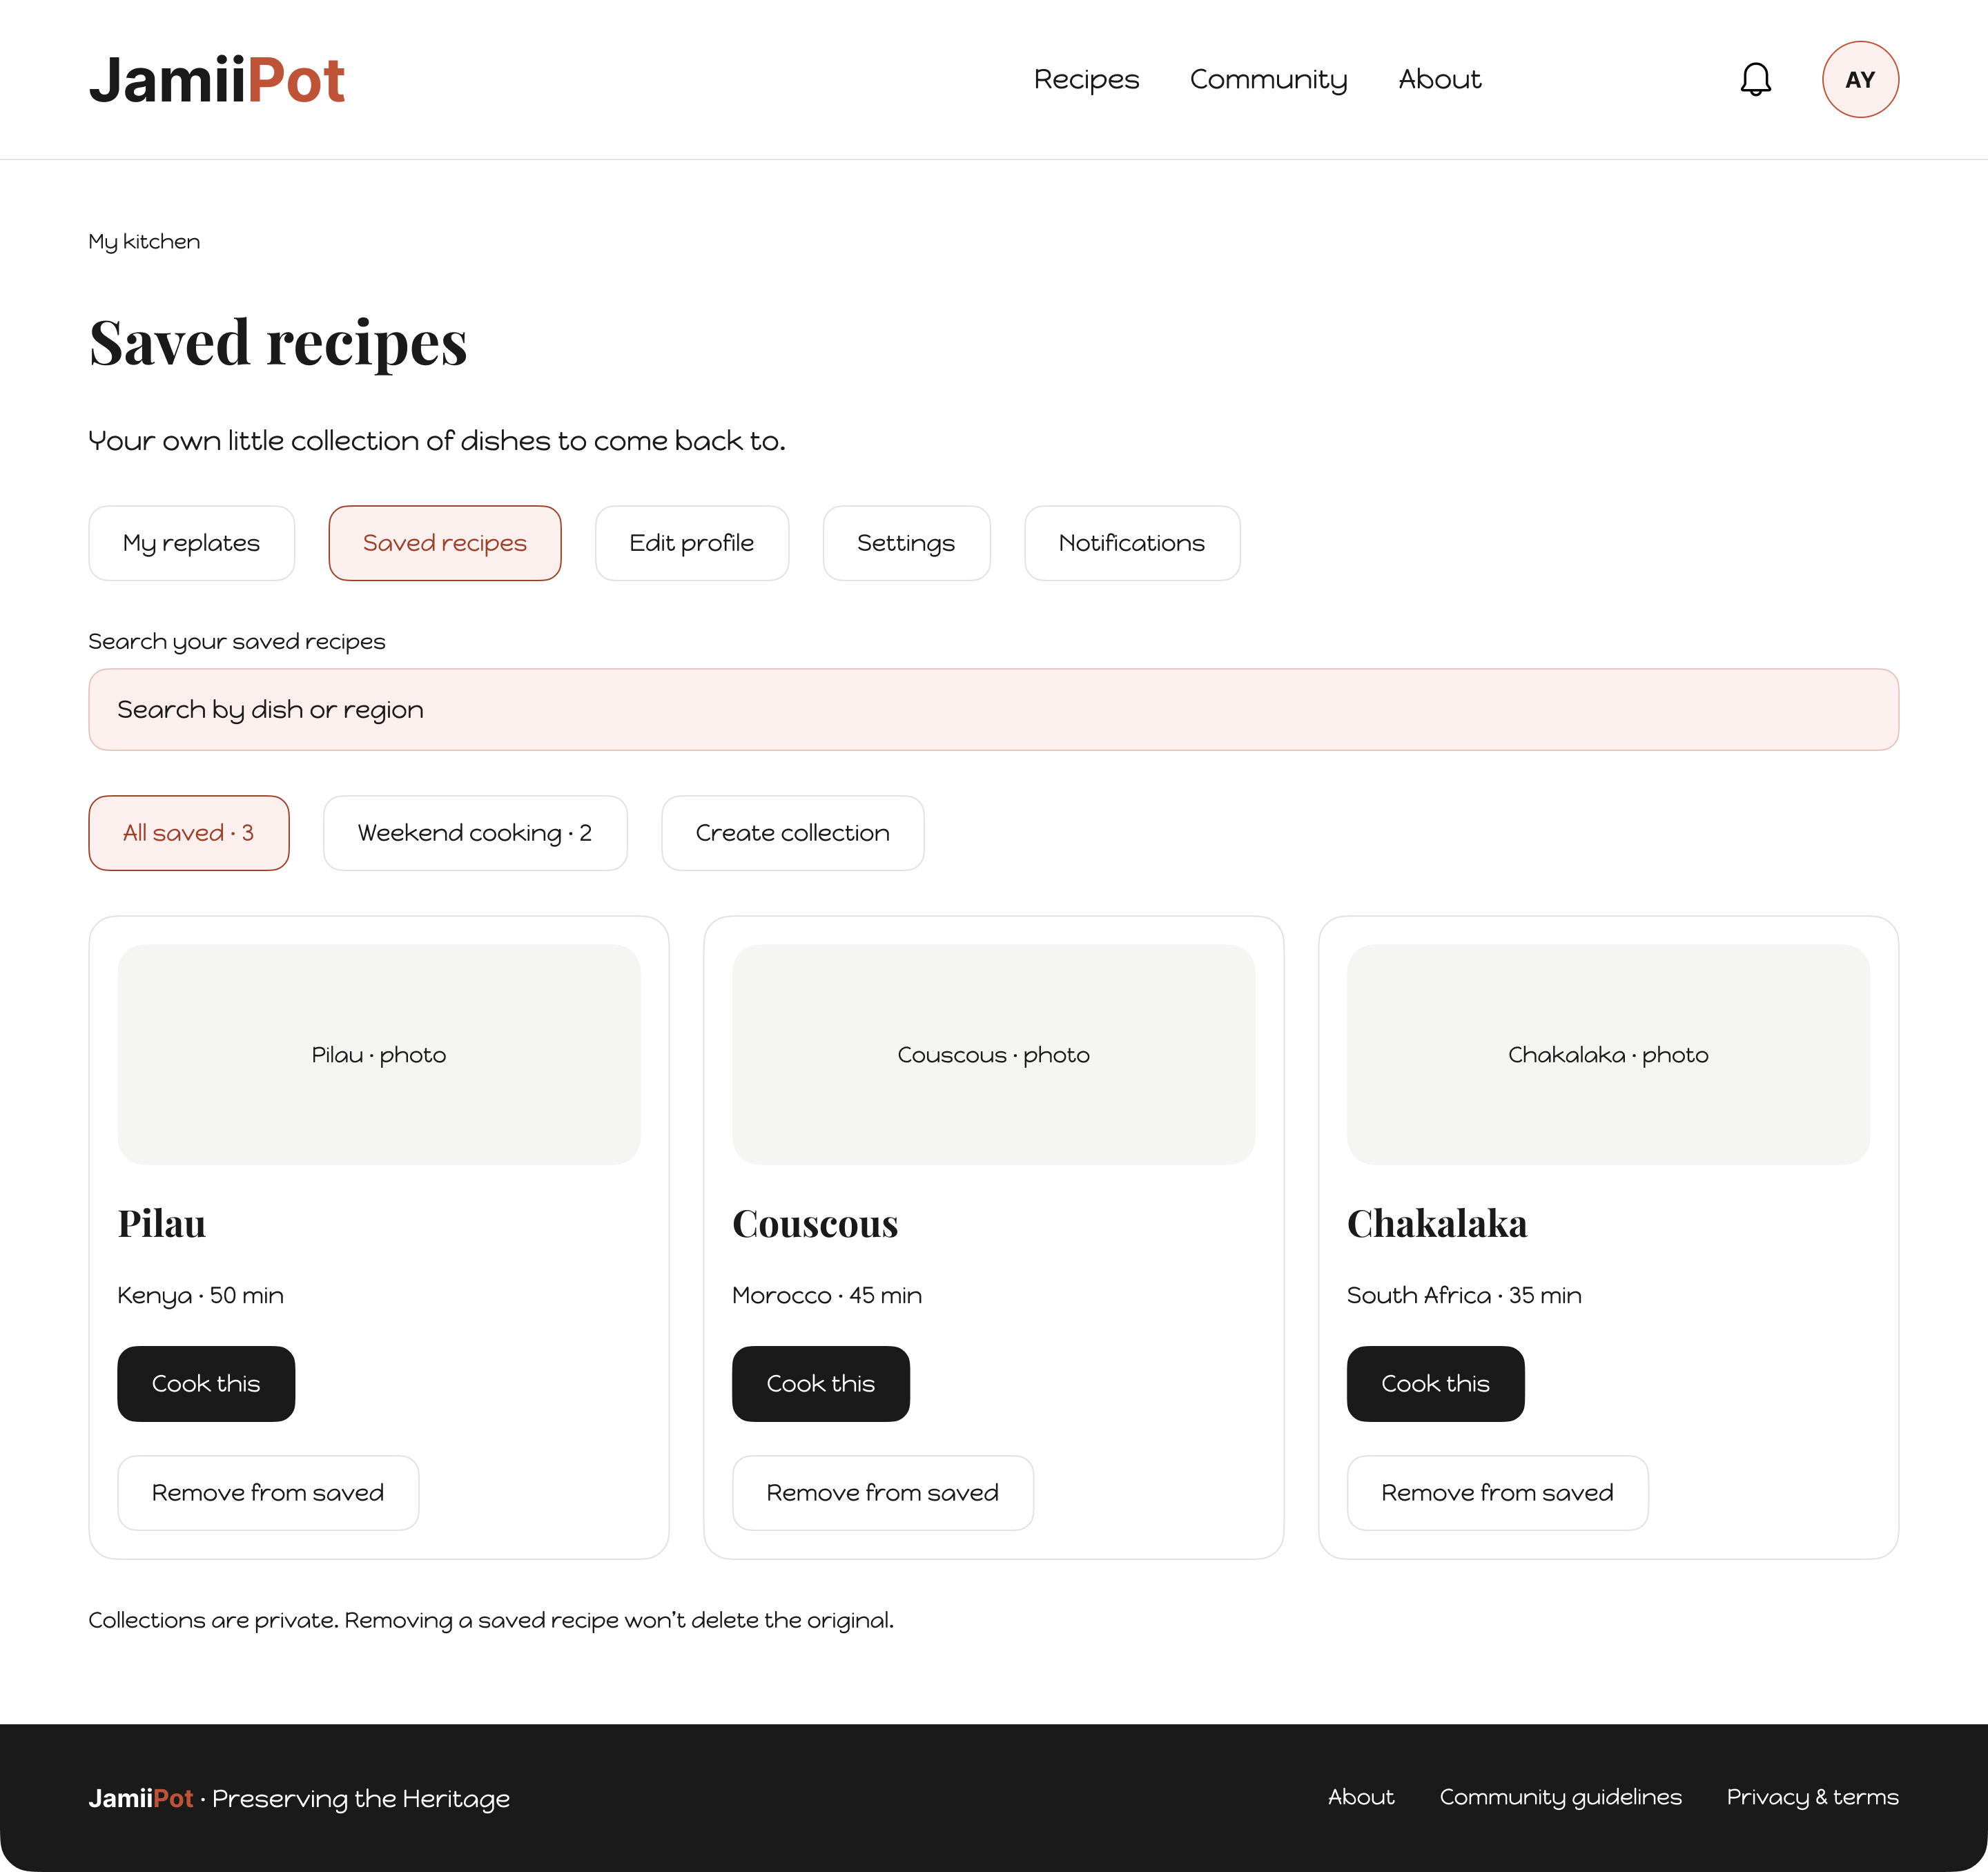 JamiiPot
Recipes Community About
AY
My kitchen
Saved recipes
Your own little collection of dishes to come back to.
My replates
Saved recipes
Edit profile
Settings
Notifications
Search your saved recipes
Search by dish or region
All saved · 3
Weekend cooking · 2
Create collection
Pilau · photo
Pilau
Kenya · 50 min
Cook this
Remove from saved
Couscous · photo
Couscous
Morocco · 45 min
Cook this
Remove from saved
Chakalaka · photo
Chakalaka
South Africa · 35 min
Cook this
Remove from saved
Collections are private. Removing a saved recipe won’t delete the original.
JamiiPot · Preserving the Heritage
About Community guidelines Privacy & terms